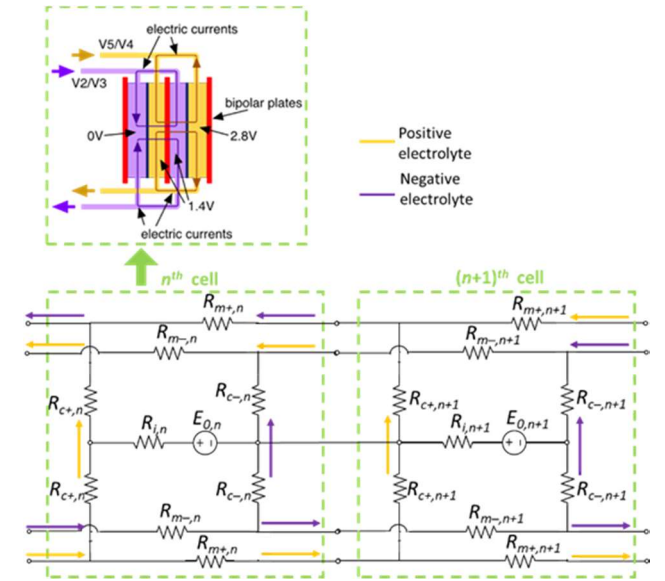 electric currents
V5/V4
V2/V3
bipolar plates
0V
2.8V
1.4V
electric currents
Positive
electrolyte
Negative
electrolyte
nth cell
(n+1)th cell
Rm+,n
Rm+,n+1
Rm−,n
Rm−,n+1
Rc+,n
Rc−,n
Rc+,n+1
Rc−,n+1
Ri,n
E0,n
Ri,n+1
E0,n+1
+ -
+ -
Rc+,n
Rc−,n
Rc+,n+1
Rc−,n+1
Rm−,n
Rm−,n+1
Rm+,n
Rm+,n+1